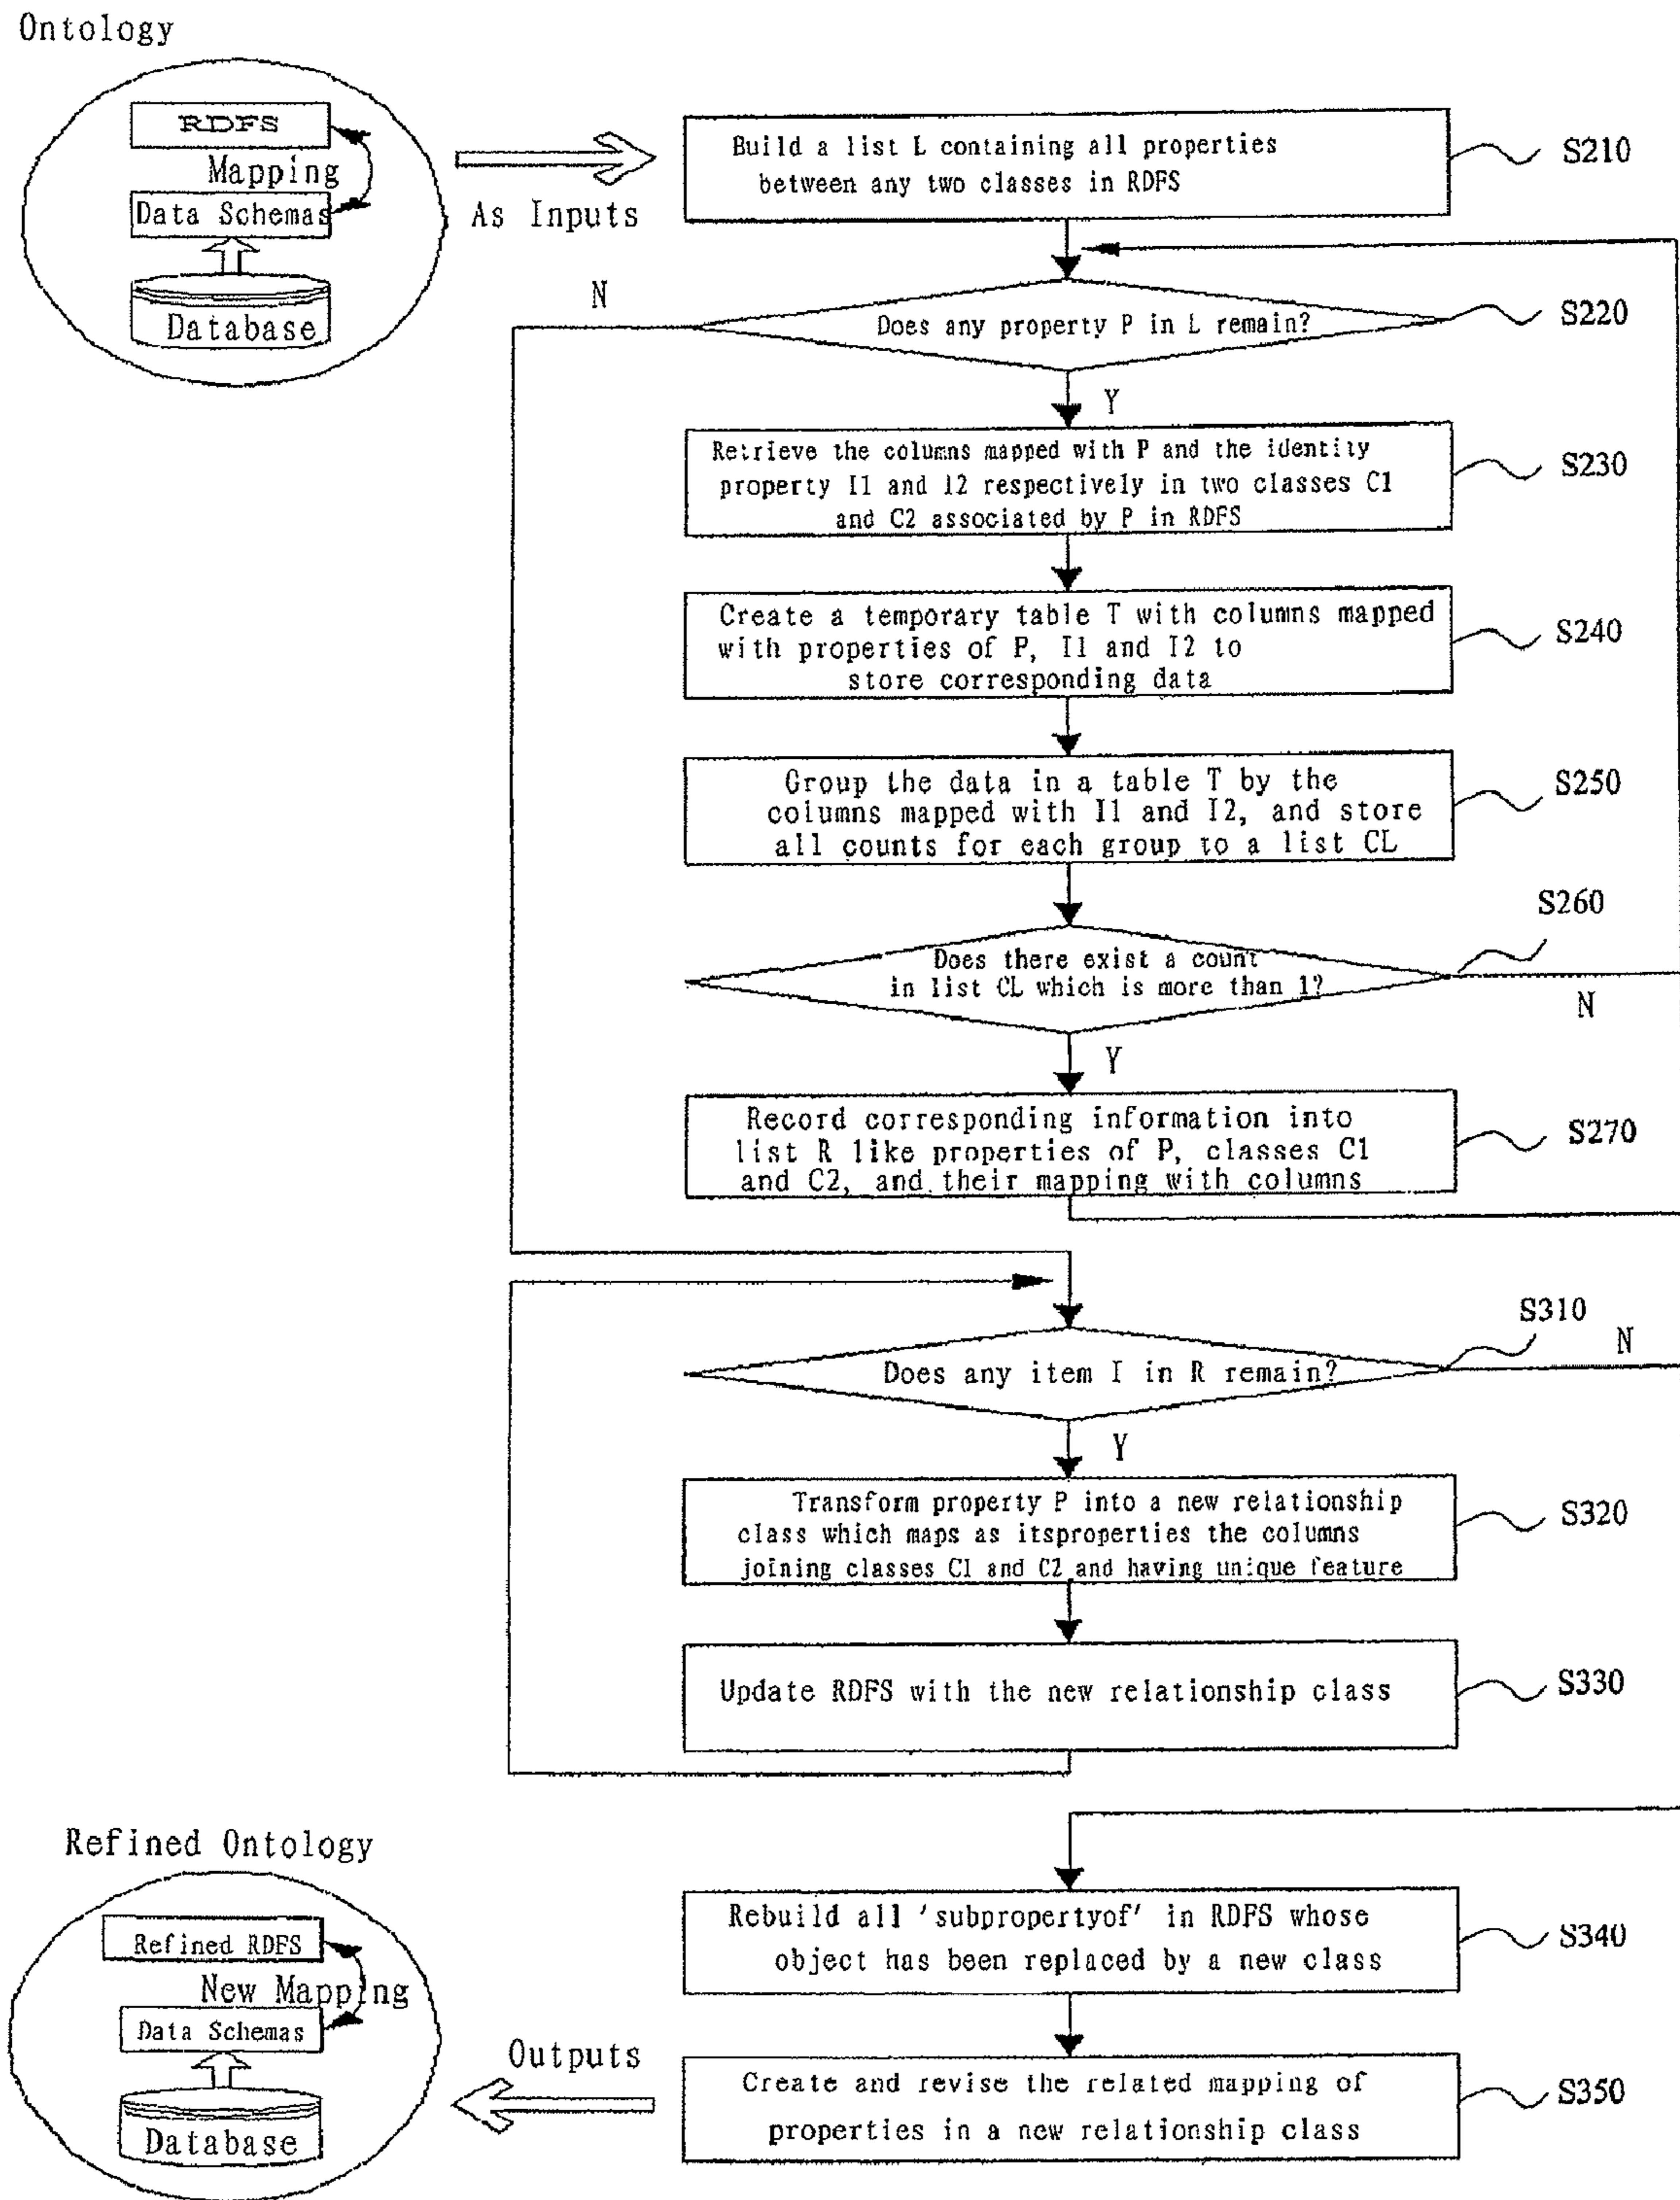 Ontology
RDFS
Mapping
Data Schemas
Database
As Inputs
Build a list L containing all properties
between any two classes in RDFS
S210
N
Does any property P in L remain?
S220
Y
Retrieve the columns mapped with P and the identity
property I1 and I2 respectively in two classes C1
and C2 associated by P in RDFS
S230
Create a temporary table T with columns mapped
with properties of P, I1 and I2 to
store corresponding data
S240
Group the data in a table T by the
columns mapped with I1 and I2, and store
all counts for each group to a list CL
S250
S260
Does there exist a count
in list CL which is more than 1?
N
Y
Record corresponding information into
list R like properties of P, classes C1
and C2, and their mapping with columns
S270
S310
N
Does any item I in R remain?
Y
Transform property P into a new relationship
class which maps as itsproperties the columns
joining classes C1 and C2 and having unique feature
S320
Update RDFS with the new relationship class
S330
Refined Ontology
Refined RDFS
New Mapping
Data Schemas
Database
Rebuild all 'subpropertyof' in RDFS whose
object has been replaced by a new class
S340
Outputs
Create and revise the related mapping of
properties in a new relationship class
S350